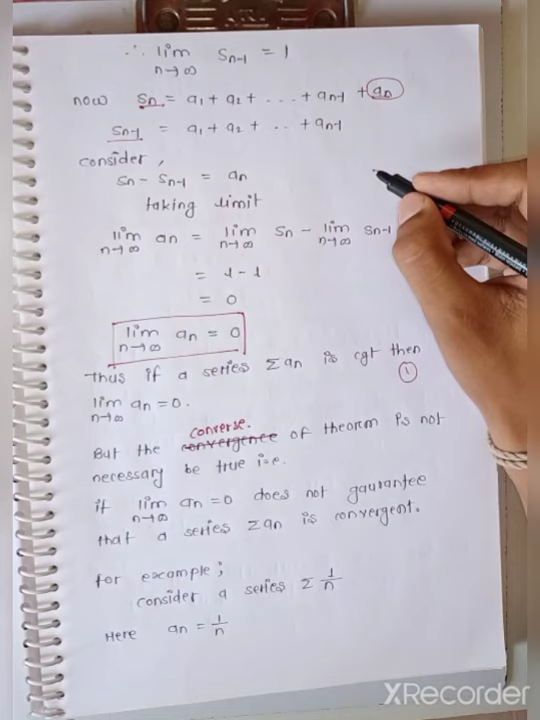 ∴ lim n→∞ Sn-1 = l
now Sn = a1 + a2 + ... + an-1 + an
Sn-1 = a1 + a2 + .. + an-1
consider,
Sn - Sn-1 = an
taking limit
lim n→∞ an = lim n→∞ Sn - lim n→∞ Sn-1
= l - l
= 0
lim n→∞ an = 0
Thus if a series Σan is cgt then
①
lim n→∞ an = 0.
converse.
But the convergence of theorm is not
necessary be true i.e.
if lim n→∞ an = 0 does not gaurantee
that a series Σan is convergent.
for example;
consider a series Σ 1/n
Here an = 1/n
XRecorder